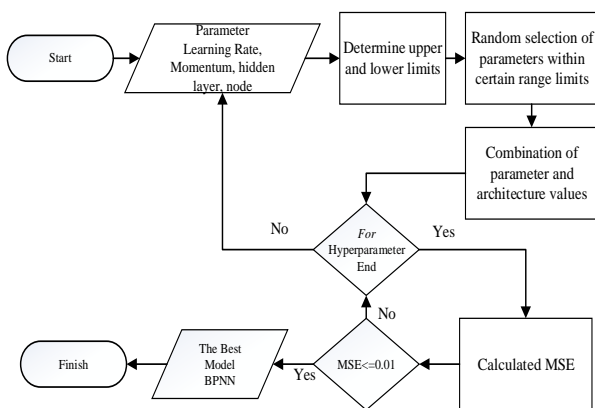 Start
Parameter
Learning Rate,
Momentum, hidden
layer, node
Determine upper
and lower limits
Random selection of
parameters within
certain range limits
Combination of
parameter and
architecture values
No
For
Hyperparameter
End
Yes
No
Finish
The Best
Model
BPNN
Yes
MSE<=0.01
Calculated MSE